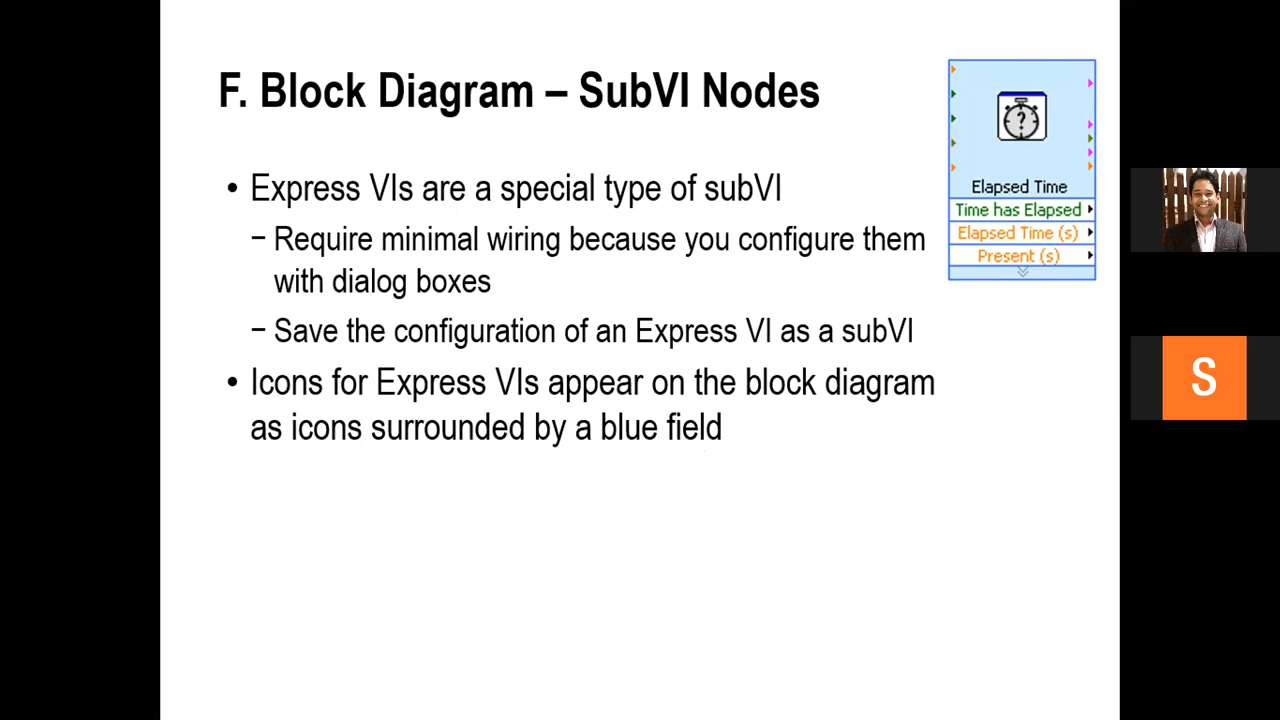 F. Block Diagram – SubVI Nodes
• Express VIs are a special type of subVI
− Require minimal wiring because you configure them
with dialog boxes
− Save the configuration of an Express VI as a subVI
• Icons for Express VIs appear on the block diagram
as icons surrounded by a blue field
?
Elapsed Time
Time has Elapsed
Elapsed Time (s)
Present (s)
S